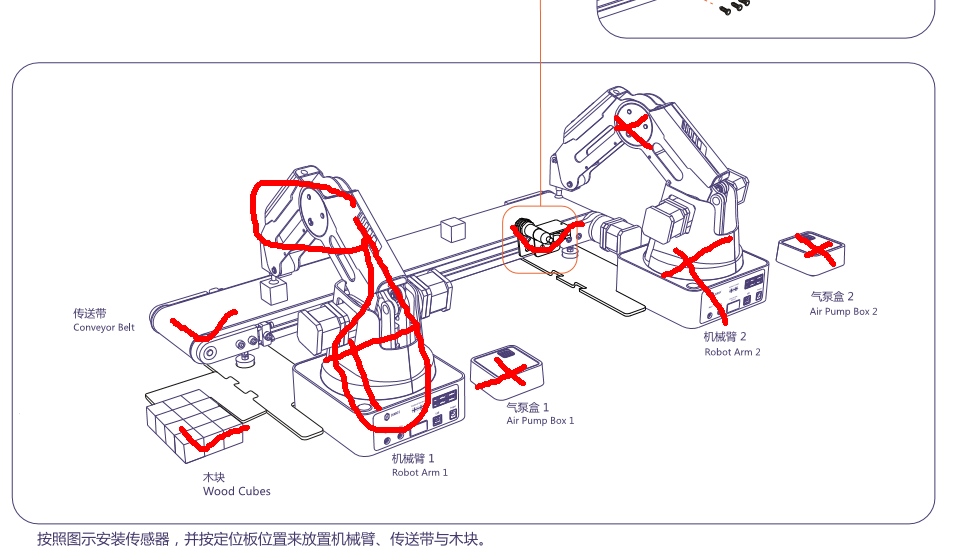 传送带
Conveyor Belt
气泵盒 2
Air Pump Box 2
机械臂 2
Robot Arm 2
气泵盒 1
Air Pump Box 1
机械臂 1
Robot Arm 1
木块
Wood Cubes
按照图示安装传感器，并按定位板位置来放置机械臂、传送带与木块。